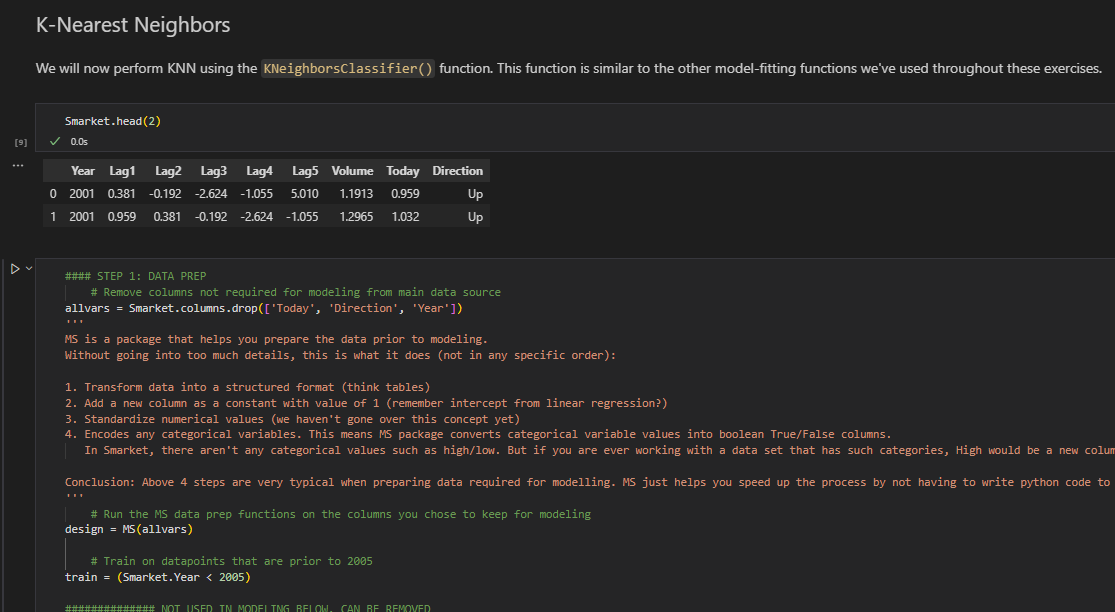 K-Nearest Neighbors
We will now perform KNN using the KNeighborsClassifier() function. This function is similar to the other model-fitting functions we've used throughout these exercises.
Smarket.head(2)
[9]
0.0s
...
Year Lag1 Lag2 Lag3 Lag4 Lag5 Volume Today Direction
0 2001 0.381 -0.192 -2.624 -1.055 5.010 1.1913 0.959 Up
1 2001 0.959 0.381 -0.192 -2.624 -1.055 1.2965 1.032 Up
#### STEP 1: DATA PREP
# Remove columns not required for modeling from main data source
allvars = Smarket.columns.drop(['Today', 'Direction', 'Year'])
'''
MS is a package that helps you prepare the data prior to modeling.
Without going into too much details, this is what it does (not in any specific order):
1. Transform data into a structured format (think tables)
2. Add a new column as a constant with value of 1 (remember intercept from linear regression?)
3. Standardize numerical values (we haven't gone over this concept yet)
4. Encodes any categorical variables. This means MS package converts categorical variable values into boolean True/False columns.
In Smarket, there aren't any categorical values such as high/low. But if you are ever working with a data set that has such categories, High would be a new colum
Conclusion: Above 4 steps are very typical when preparing data required for modelling. MS just helps you speed up the process by not having to write python code to
'''
# Run the MS data prep functions on the columns you chose to keep for modeling
design = MS(allvars)
# Train on datapoints that are prior to 2005
train = (Smarket.Year < 2005)
############## NOT USED IN MODELING BELOW, CAN BE REMOVED